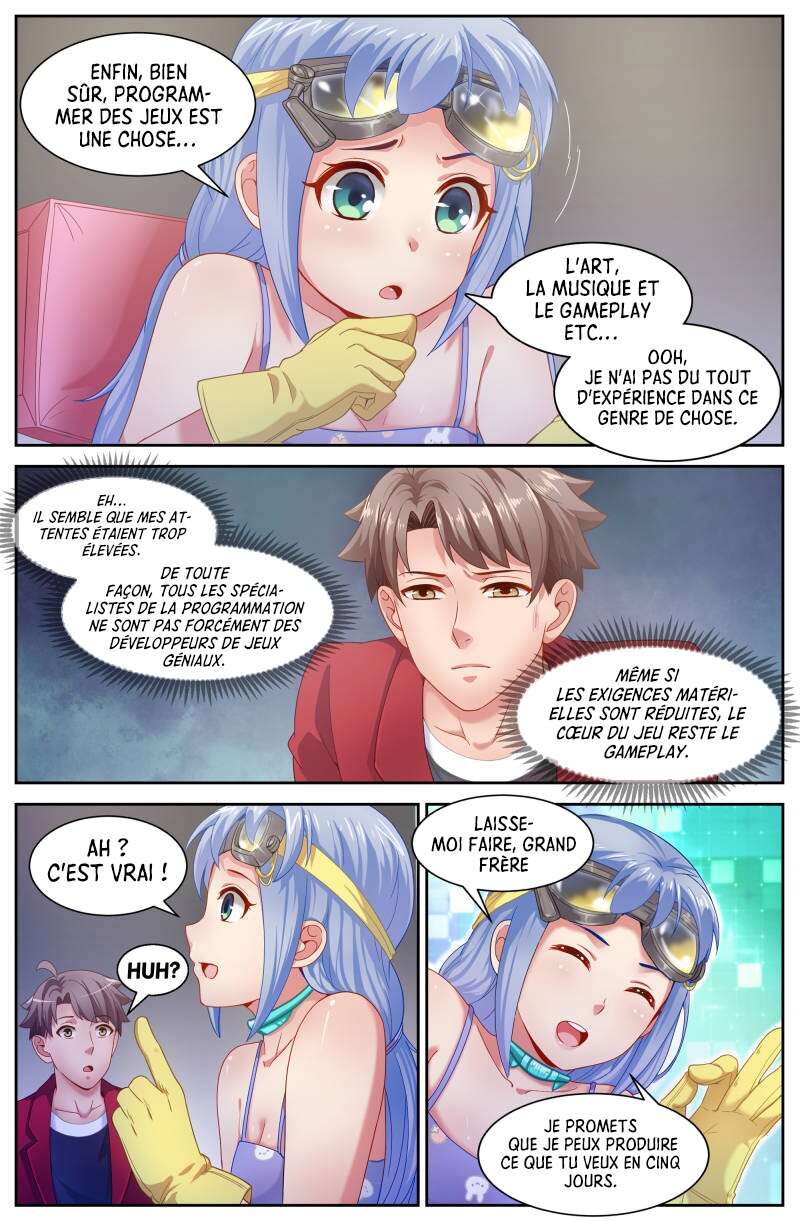 ENFIN, BIEN
SÛR, PROGRAM-
MER DES JEUX EST
UNE CHOSE...
L'ART,
LA MUSIQUE ET
LE GAMEPLAY
ETC...
OOH,
JE N'AI PAS DU TOUT
D'EXPÉRIENCE DANS CE
GENRE DE CHOSE.
EH...
IL SEMBLE QUE MES AT-
TENTES ÉTAIENT TROP
ÉLEVÉES.
DE TOUTE
FAÇON, TOUS LES SPÉCIA-
LISTES DE LA PROGRAMMATION
NE SONT PAS FORCÉMENT DES
DÉVELOPPEURS DE JEUX
GÉNIAUX.
MÊME SI
LES EXIGENCES MATÉRI-
ELLES SONT RÉDUITES, LE
CŒUR DU JEU RESTE LE
GAMEPLAY.
AH ?
C'EST VRAI !
HUH?
LAISSE-
MOI FAIRE, GRAND
FRÈRE
JE PROMETS
QUE JE PEUX PRODUIRE
CE QUE TU VEUX EN CINQ
JOURS.